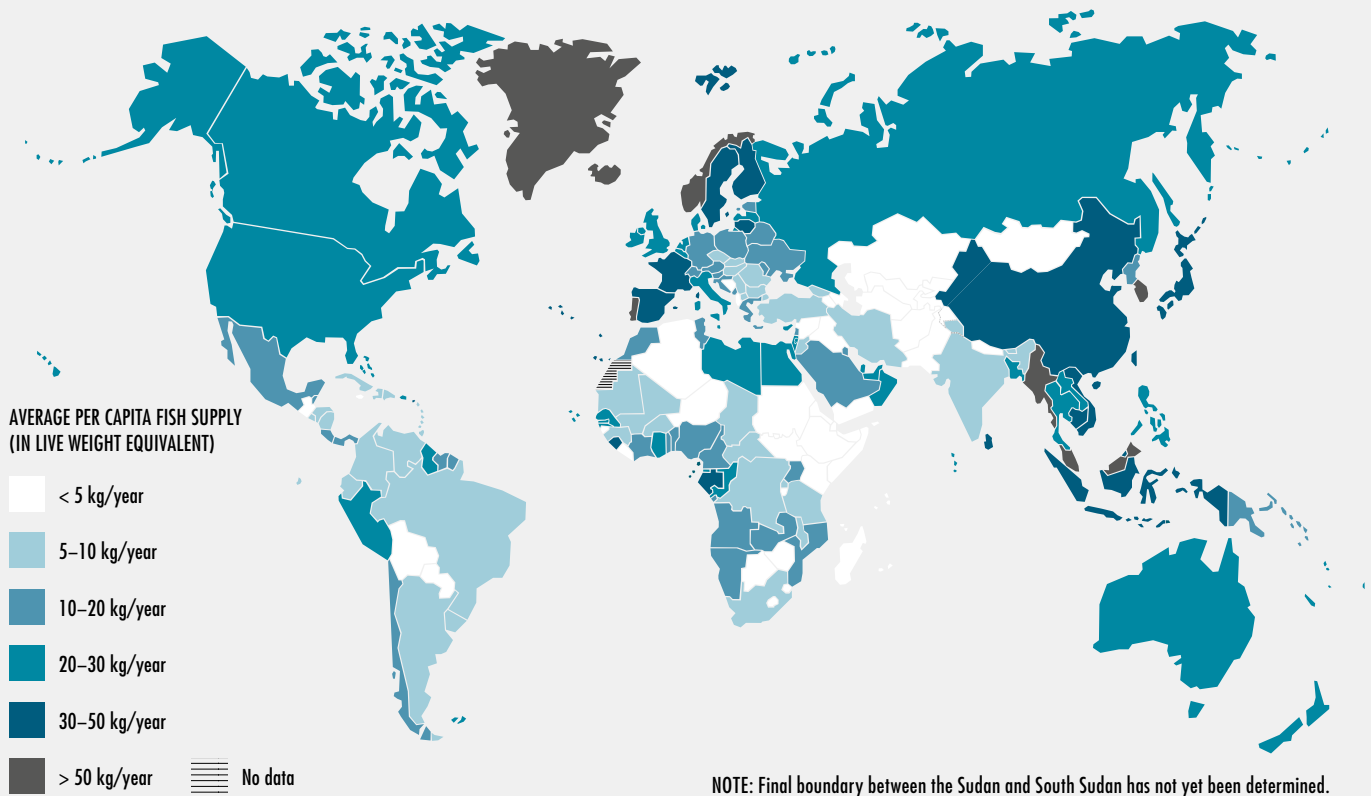 AVERAGE PER CAPITA FISH SUPPLY
(IN LIVE WEIGHT EQUIVALENT)
< 5 kg/year
5–10 kg/year
10–20 kg/year
20–30 kg/year
30–50 kg/year
> 50 kg/year
No data
NOTE: Final boundary between the Sudan and South Sudan has not yet been determined.